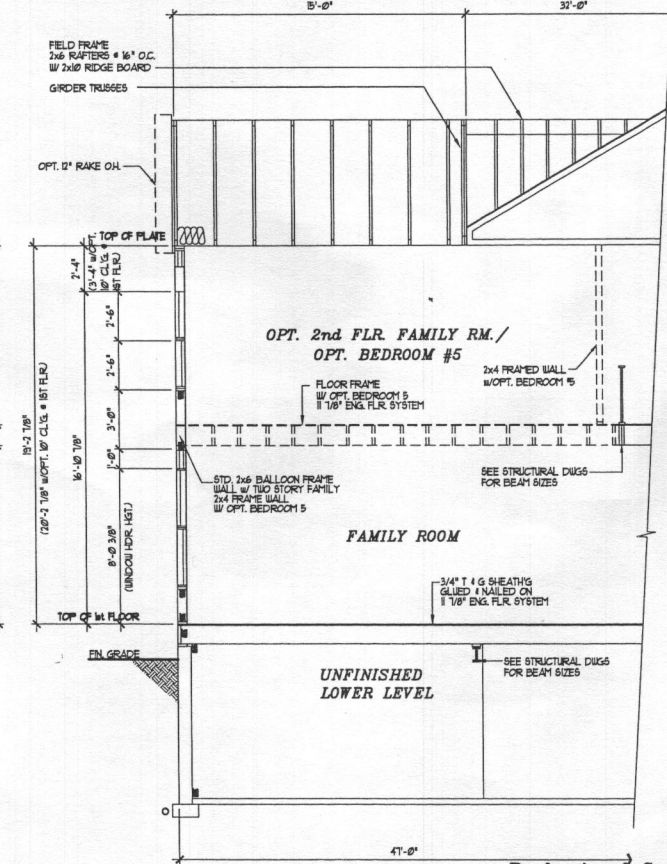 15'-0"
32'-0"
FIELD FRAME
2x6 RAFTERS @ 16" O.C.
W/ 2x10 RIDGE BOARD
GIRDER TRUSSES
OPT. 12" RAKE O.H.
TOP OF PLATE
2'-4"
(3'-4" w/OPT.
10' CL'G. @
1ST FLR.)
2'-6"
2'-6"
3'-0"
1'-0"
8'-0 3/8"
(WINDOW HDR. HGT.)
16'-10 7/8"
19'-2 7/8"
(20'-2 7/8" w/OPT. 10' CL'G. @ 1ST FLR.)
OPT. 2nd FLR. FAMILY RM./
OPT. BEDROOM #5
FLOOR FRAME
W/ OPT. BEDROOM 5
11 7/8" ENG. FLR. SYSTEM
2x4 FRAMED WALL
w/OPT. BEDROOM #5
STD. 2x6 BALLOON FRAME
WALL w/ TWO STORY FAMILY
2x4 FRAME WALL
W/ OPT. BEDROOM 5
SEE STRUCTURAL DWGS
FOR BEAM SIZES
FAMILY ROOM
3/4" T & G SHEATH'G
GLUED & NAILED ON
11 7/8" ENG. FLR. SYSTEM
TOP OF 1st FLOOR
FIN. GRADE
SEE STRUCTURAL DWGS
FOR BEAM SIZES
UNFINISHED
LOWER LEVEL
47'-0"